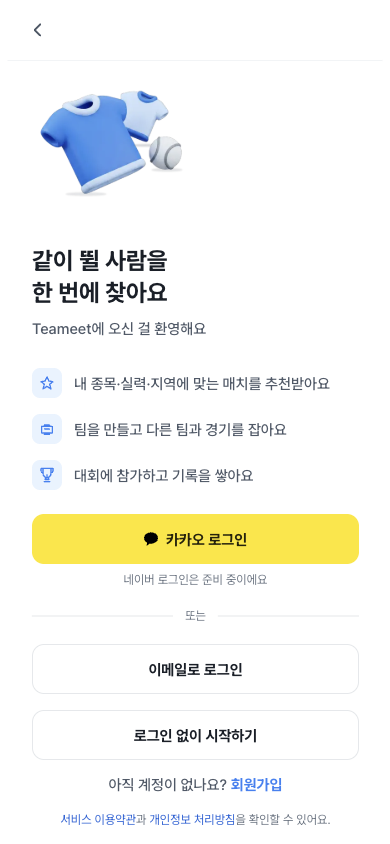 같이 뛸 사람을
한 번에 찾아요
Teameet에 오신 걸 환영해요
내 종목·실력·지역에 맞는 매치를 추천받아요
팀을 만들고 다른 팀과 경기를 잡아요
대회에 참가하고 기록을 쌓아요
카카오 로그인
네이버 로그인은 준비 중이에요
또는
이메일로 로그인
로그인 없이 시작하기
아직 계정이 없나요? 회원가입
서비스 이용약관과 개인정보 처리방침을 확인할 수 있어요.